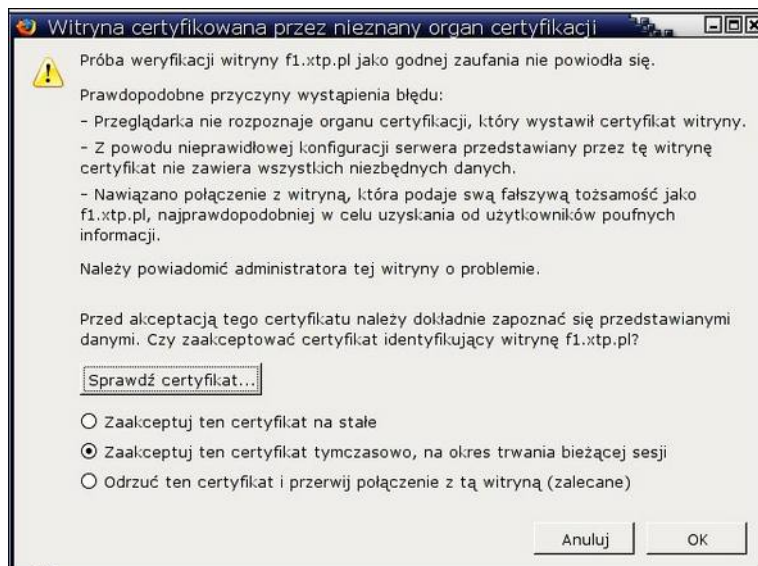 Witryna certyfikowana przez nieznany organ certyfikacji
Próba weryfikacji witryny f1.xtp.pl jako godnej zaufania nie powiodła się.
Prawdopodobne przyczyny wystąpienia błędu:
- Przeglądarka nie rozpoznaje organu certyfikacji, który wystawił certyfikat witryny.
- Z powodu nieprawidłowej konfiguracji serwera przedstawiany przez tę witrynę
certyfikat nie zawiera wszystkich niezbędnych danych.
- Nawiązano połączenie z witryną, która podaje swą fałszywą tożsamość jako
f1.xtp.pl, najprawdopodobniej w celu uzyskania od użytkowników poufnych
informacji.
Należy powiadomić administratora tej witryny o problemie.
Przed akceptacją tego certyfikatu należy dokładnie zapoznać się przedstawianymi
danymi. Czy zaakceptować certyfikat identyfikujący witrynę f1.xtp.pl?
Sprawdź certyfikat...
Zaakceptuj ten certyfikat na stałe
Zaakceptuj ten certyfikat tymczasowo, na okres trwania bieżącej sesji
Odrzuć ten certyfikat i przerwij połączenie z tą witryną (zalecane)
Anuluj
OK